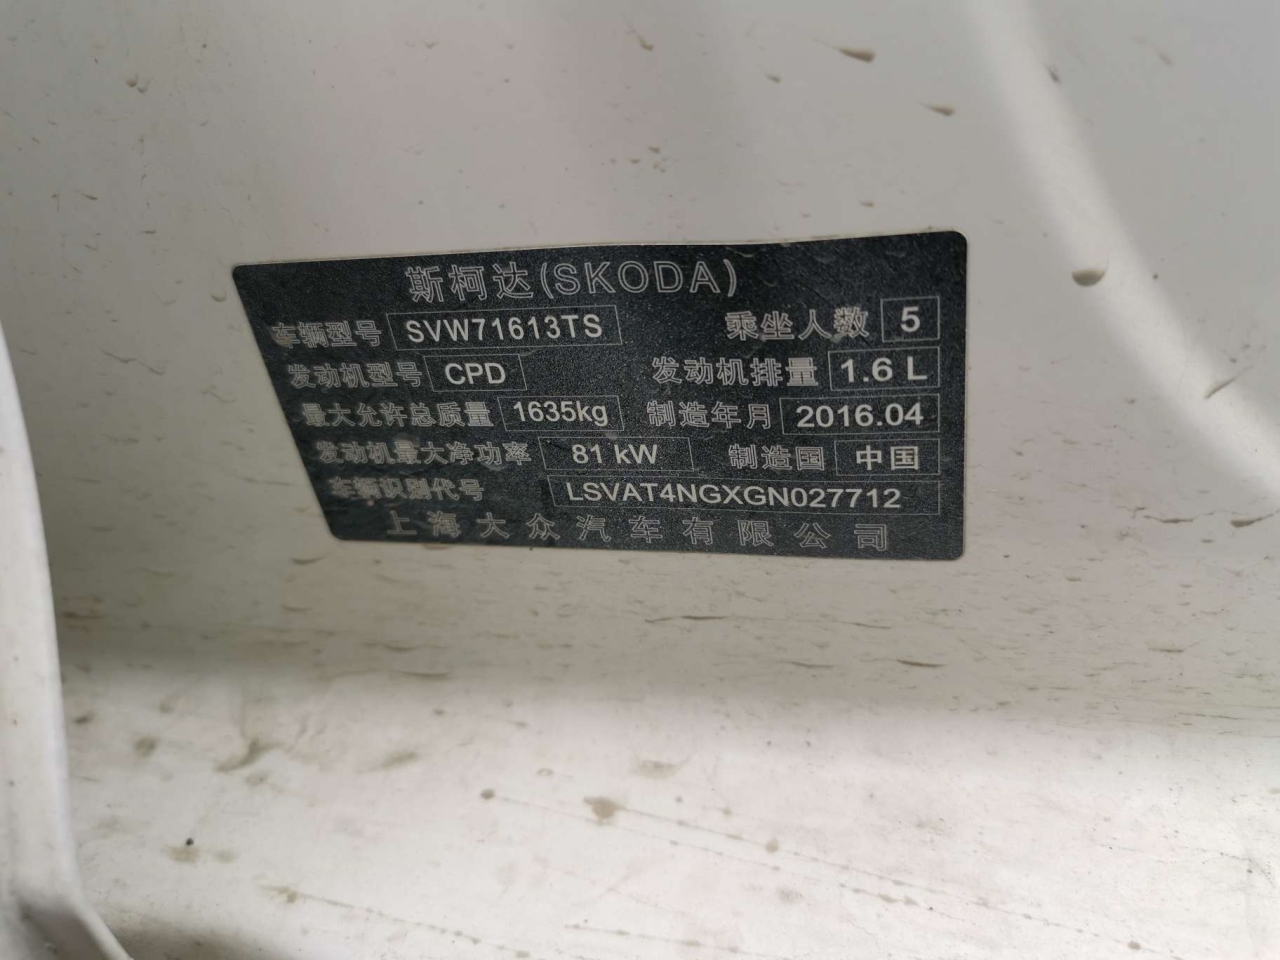 斯柯达(SKODA)
车辆型号 SVW71613TS 乘坐人数 5
发动机型号 CPD 发动机排量 1.6 L
最大允许总质量 1635kg 制造年月 2016.04
发动机最大净功率 81 kW 制造国 中国
车辆识别代号 LSVAT4NGXGN027712
上海大众汽车有限公司